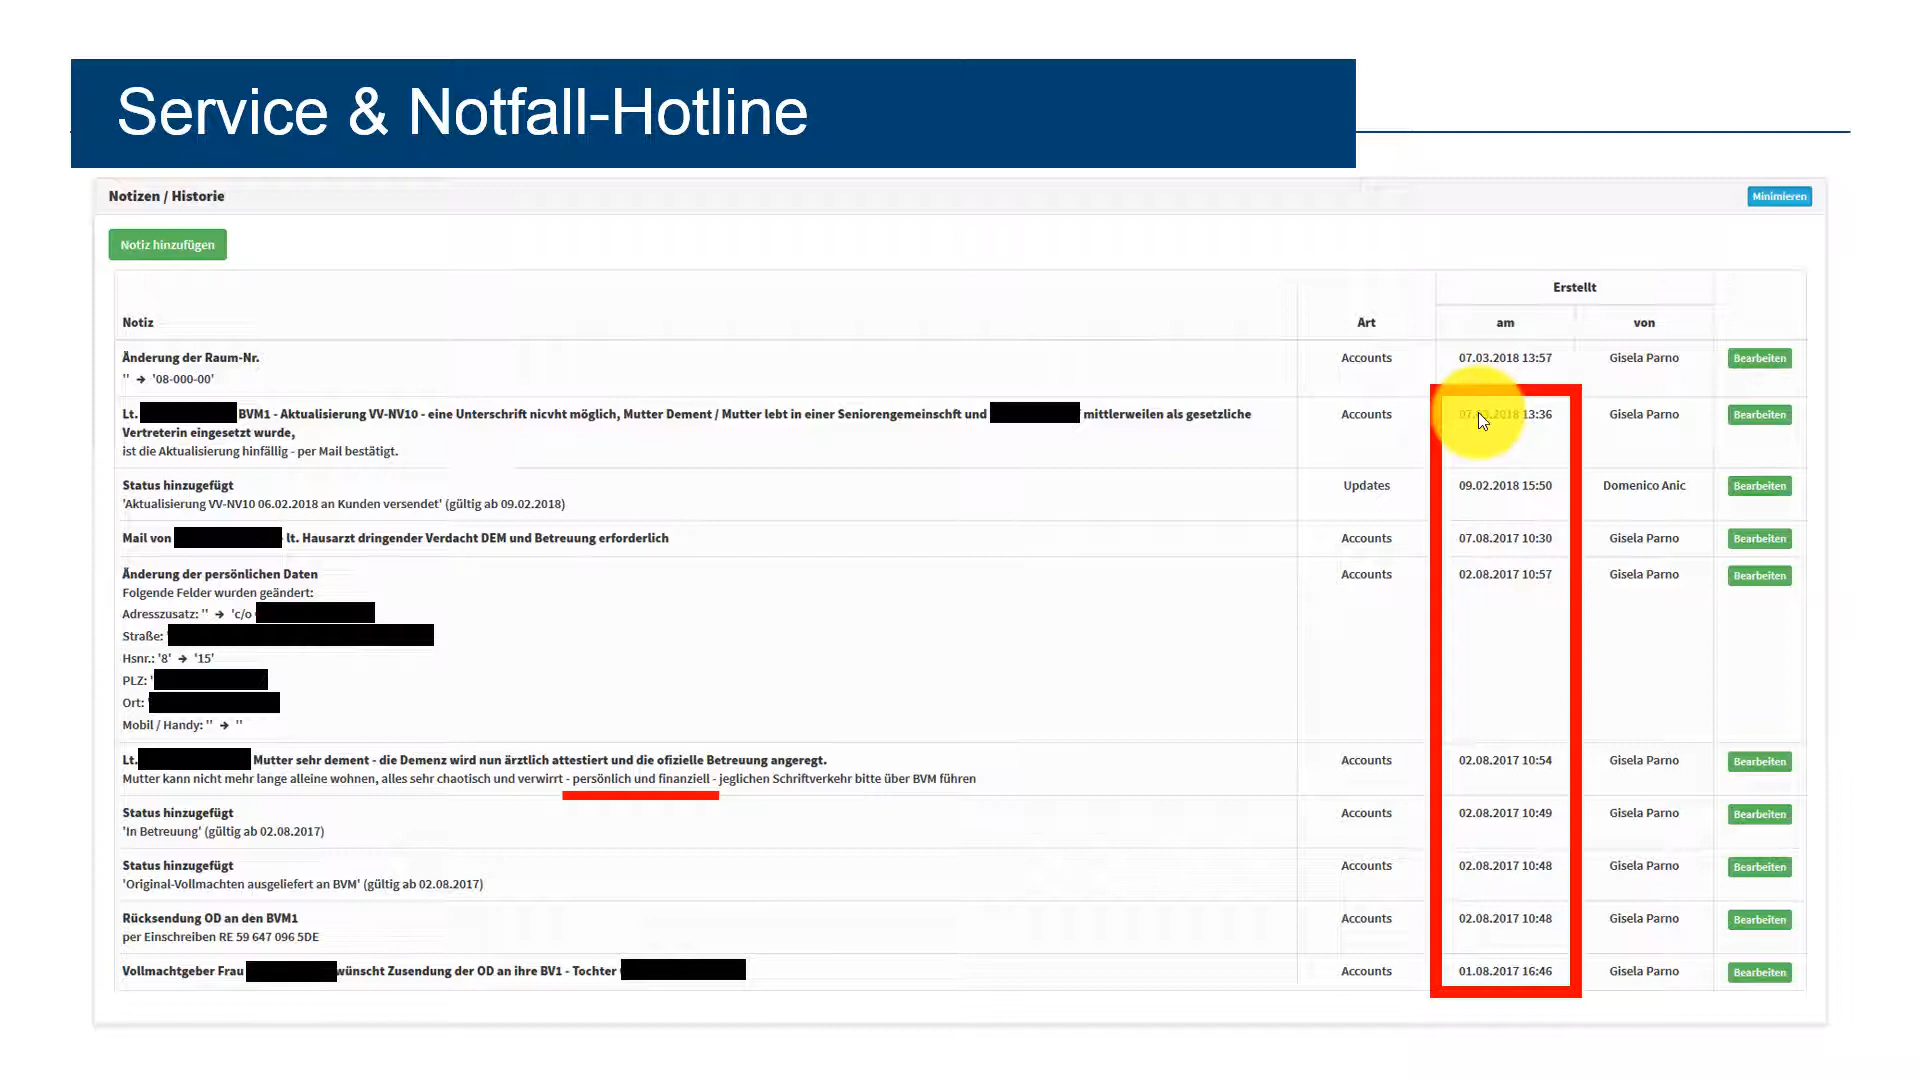 Service & Notfall-Hotline
Notizen / Historie
Minimieren
Notiz hinzufügen
Erstellt
Notiz Art am von
Änderung der Raum-Nr. Accounts 07.03.2018 13:57 Gisela Parno Bearbeiten
'' → '08-000-00'
Lt. BVM1 - Aktualisierung VV-NV10 - eine Unterschrift nicvht möglich, Mutter Dement / Mutter lebt in einer Seniorengemeinschft und mittlerweilen als gesetzliche Accounts 07.03.2018 13:36 Gisela Parno Bearbeiten
Vertreterin eingesetzt wurde,
ist die Aktualisierung hinfällig - per Mail bestätigt.
Status hinzugefügt Updates 09.02.2018 15:50 Domenico Anic Bearbeiten
'Aktualisierung VV-NV10 06.02.2018 an Kunden versendet' (gültig ab 09.02.2018)
Mail von lt. Hausarzt dringender Verdacht DEM und Betreuung erforderlich Accounts 07.08.2017 10:30 Gisela Parno Bearbeiten
Änderung der persönlichen Daten Accounts 02.08.2017 10:57 Gisela Parno Bearbeiten
Folgende Felder wurden geändert:
Adresszusatz: '' → 'c/o
Straße: '
Hsnr.: '8' → '15'
PLZ: '
Ort: '
Mobil / Handy: '' → ''
Lt. Mutter sehr dement - die Demenz wird nun ärztlich attestiert und die ofizielle Betreuung angeregt. Accounts 02.08.2017 10:54 Gisela Parno Bearbeiten
Mutter kann nicht mehr lange alleine wohnen, alles sehr chaotisch und verwirrt - persönlich und finanziell - jeglichen Schriftverkehr bitte über BVM führen
Status hinzugefügt Accounts 02.08.2017 10:49 Gisela Parno Bearbeiten
'In Betreuung' (gültig ab 02.08.2017)
Status hinzugefügt Accounts 02.08.2017 10:48 Gisela Parno Bearbeiten
'Original-Vollmachten ausgeliefert an BVM' (gültig ab 02.08.2017)
Rücksendung OD an den BVM1 Accounts 02.08.2017 10:48 Gisela Parno Bearbeiten
per Einschreiben RE 59 647 096 5DE
Vollmachtgeber Frau wünscht Zusendung der OD an ihre BV1 - Tochter Accounts 01.08.2017 16:46 Gisela Parno Bearbeiten